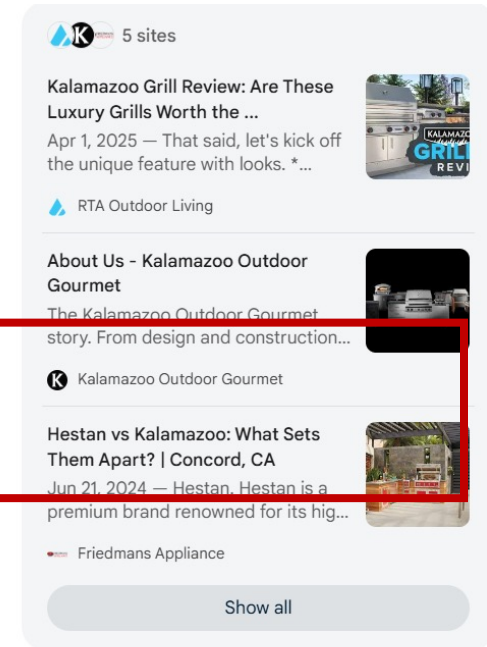 K 5 sites
Kalamazoo Grill Review: Are These
Luxury Grills Worth the ...
Apr 1, 2025 — That said, let's kick off
the unique feature with looks. *...
KALAMAZO
GRIL
REVI
RTA Outdoor Living
About Us - Kalamazoo Outdoor
Gourmet
The Kalamazoo Outdoor Gourmet
story. From design and construction...
K Kalamazoo Outdoor Gourmet
Hestan vs Kalamazoo: What Sets
Them Apart? | Concord, CA
Jun 21, 2024 — Hestan. Hestan is a
premium brand renowned for its hig...
Friedmans Appliance
Show all